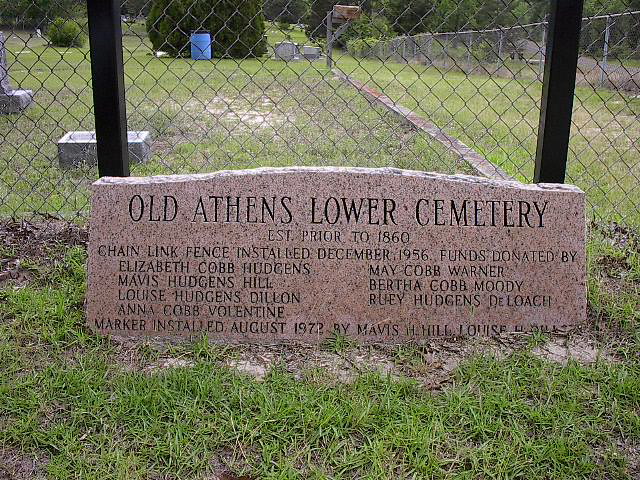 OLD ATHENS LOWER CEMETERY
EST. PRIOR TO 1860
CHAIN LINK FENCE INSTALLED DECEMBER, 1956. FUNDS DONATED BY
ELIZABETH COBB HUDGENS MAY COBB WARNER
MAVIS HUDGENS HILL BERTHA COBB MOODY
LOUISE HUDGENS DILLON RUBY HUDGENS DELOACH
ANNA COBB VOLENTINE
MARKER INSTALLED AUGUST 1972 BY MAVIS H. HILL, LOUISE H.